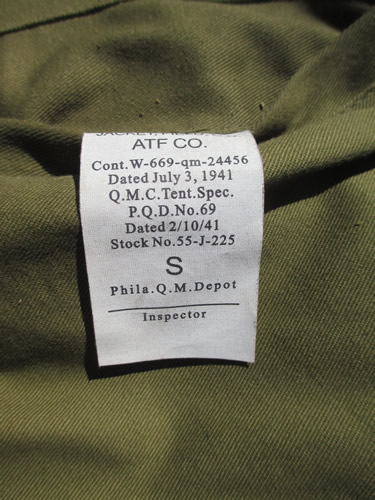 JACKET
ATF CO.
Cont.W-669-qm-24456
Dated July 3, 1941
Q.M.C.Tent.Spec.
P.Q.D.No.69
Dated 2/10/41
Stock No.55-J-225
S
Phila.Q.M.Depot
Inspector